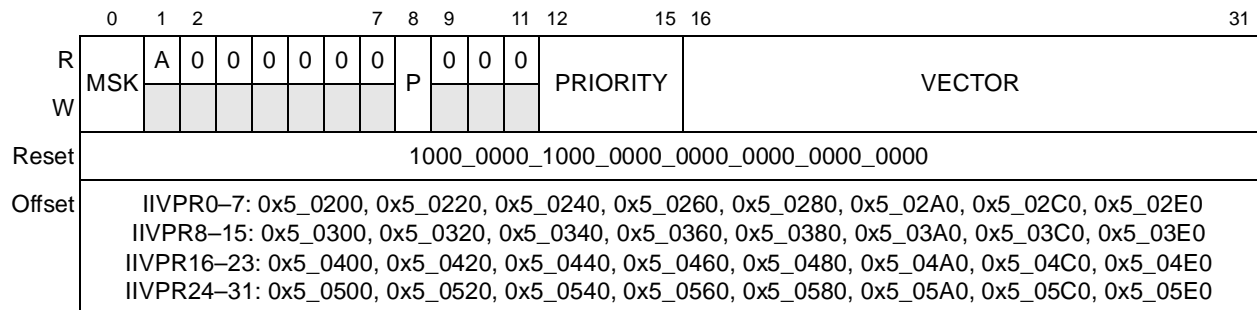 0 1 2 7 8 9 11 12 15 16 31
R MSK A 0 0 0 0 0 0 P 0 0 0 PRIORITY VECTOR
W
Reset 1000_0000_1000_0000_0000_0000_0000_0000
Offset IIVPR0–7: 0x5_0200, 0x5_0220, 0x5_0240, 0x5_0260, 0x5_0280, 0x5_02A0, 0x5_02C0, 0x5_02E0
IIVPR8–15: 0x5_0300, 0x5_0320, 0x5_0340, 0x5_0360, 0x5_0380, 0x5_03A0, 0x5_03C0, 0x5_03E0
IIVPR16–23: 0x5_0400, 0x5_0420, 0x5_0440, 0x5_0460, 0x5_0480, 0x5_04A0, 0x5_04C0, 0x5_04E0
IIVPR24–31: 0x5_0500, 0x5_0520, 0x5_0540, 0x5_0560, 0x5_0580, 0x5_05A0, 0x5_05C0, 0x5_05E0